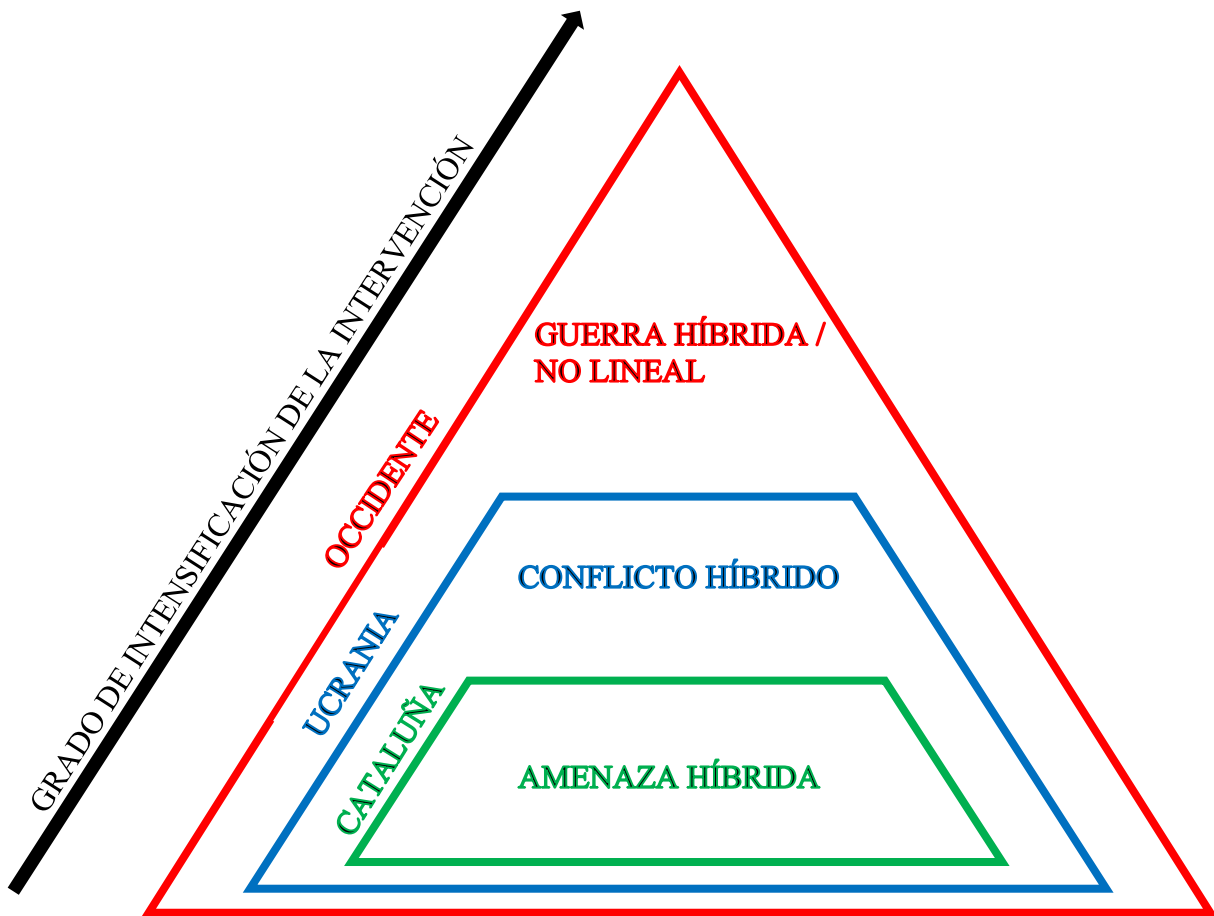 GRADO DE INTENSIFICACIÓN DE LA INTERVENCIÓN
GUERRA HÍBRIDA /
NO LINEAL
OCCIDENTE
CONFLICTO HÍBRIDO
UCRANIA
AMENAZA HÍBRIDA
CATALUÑA